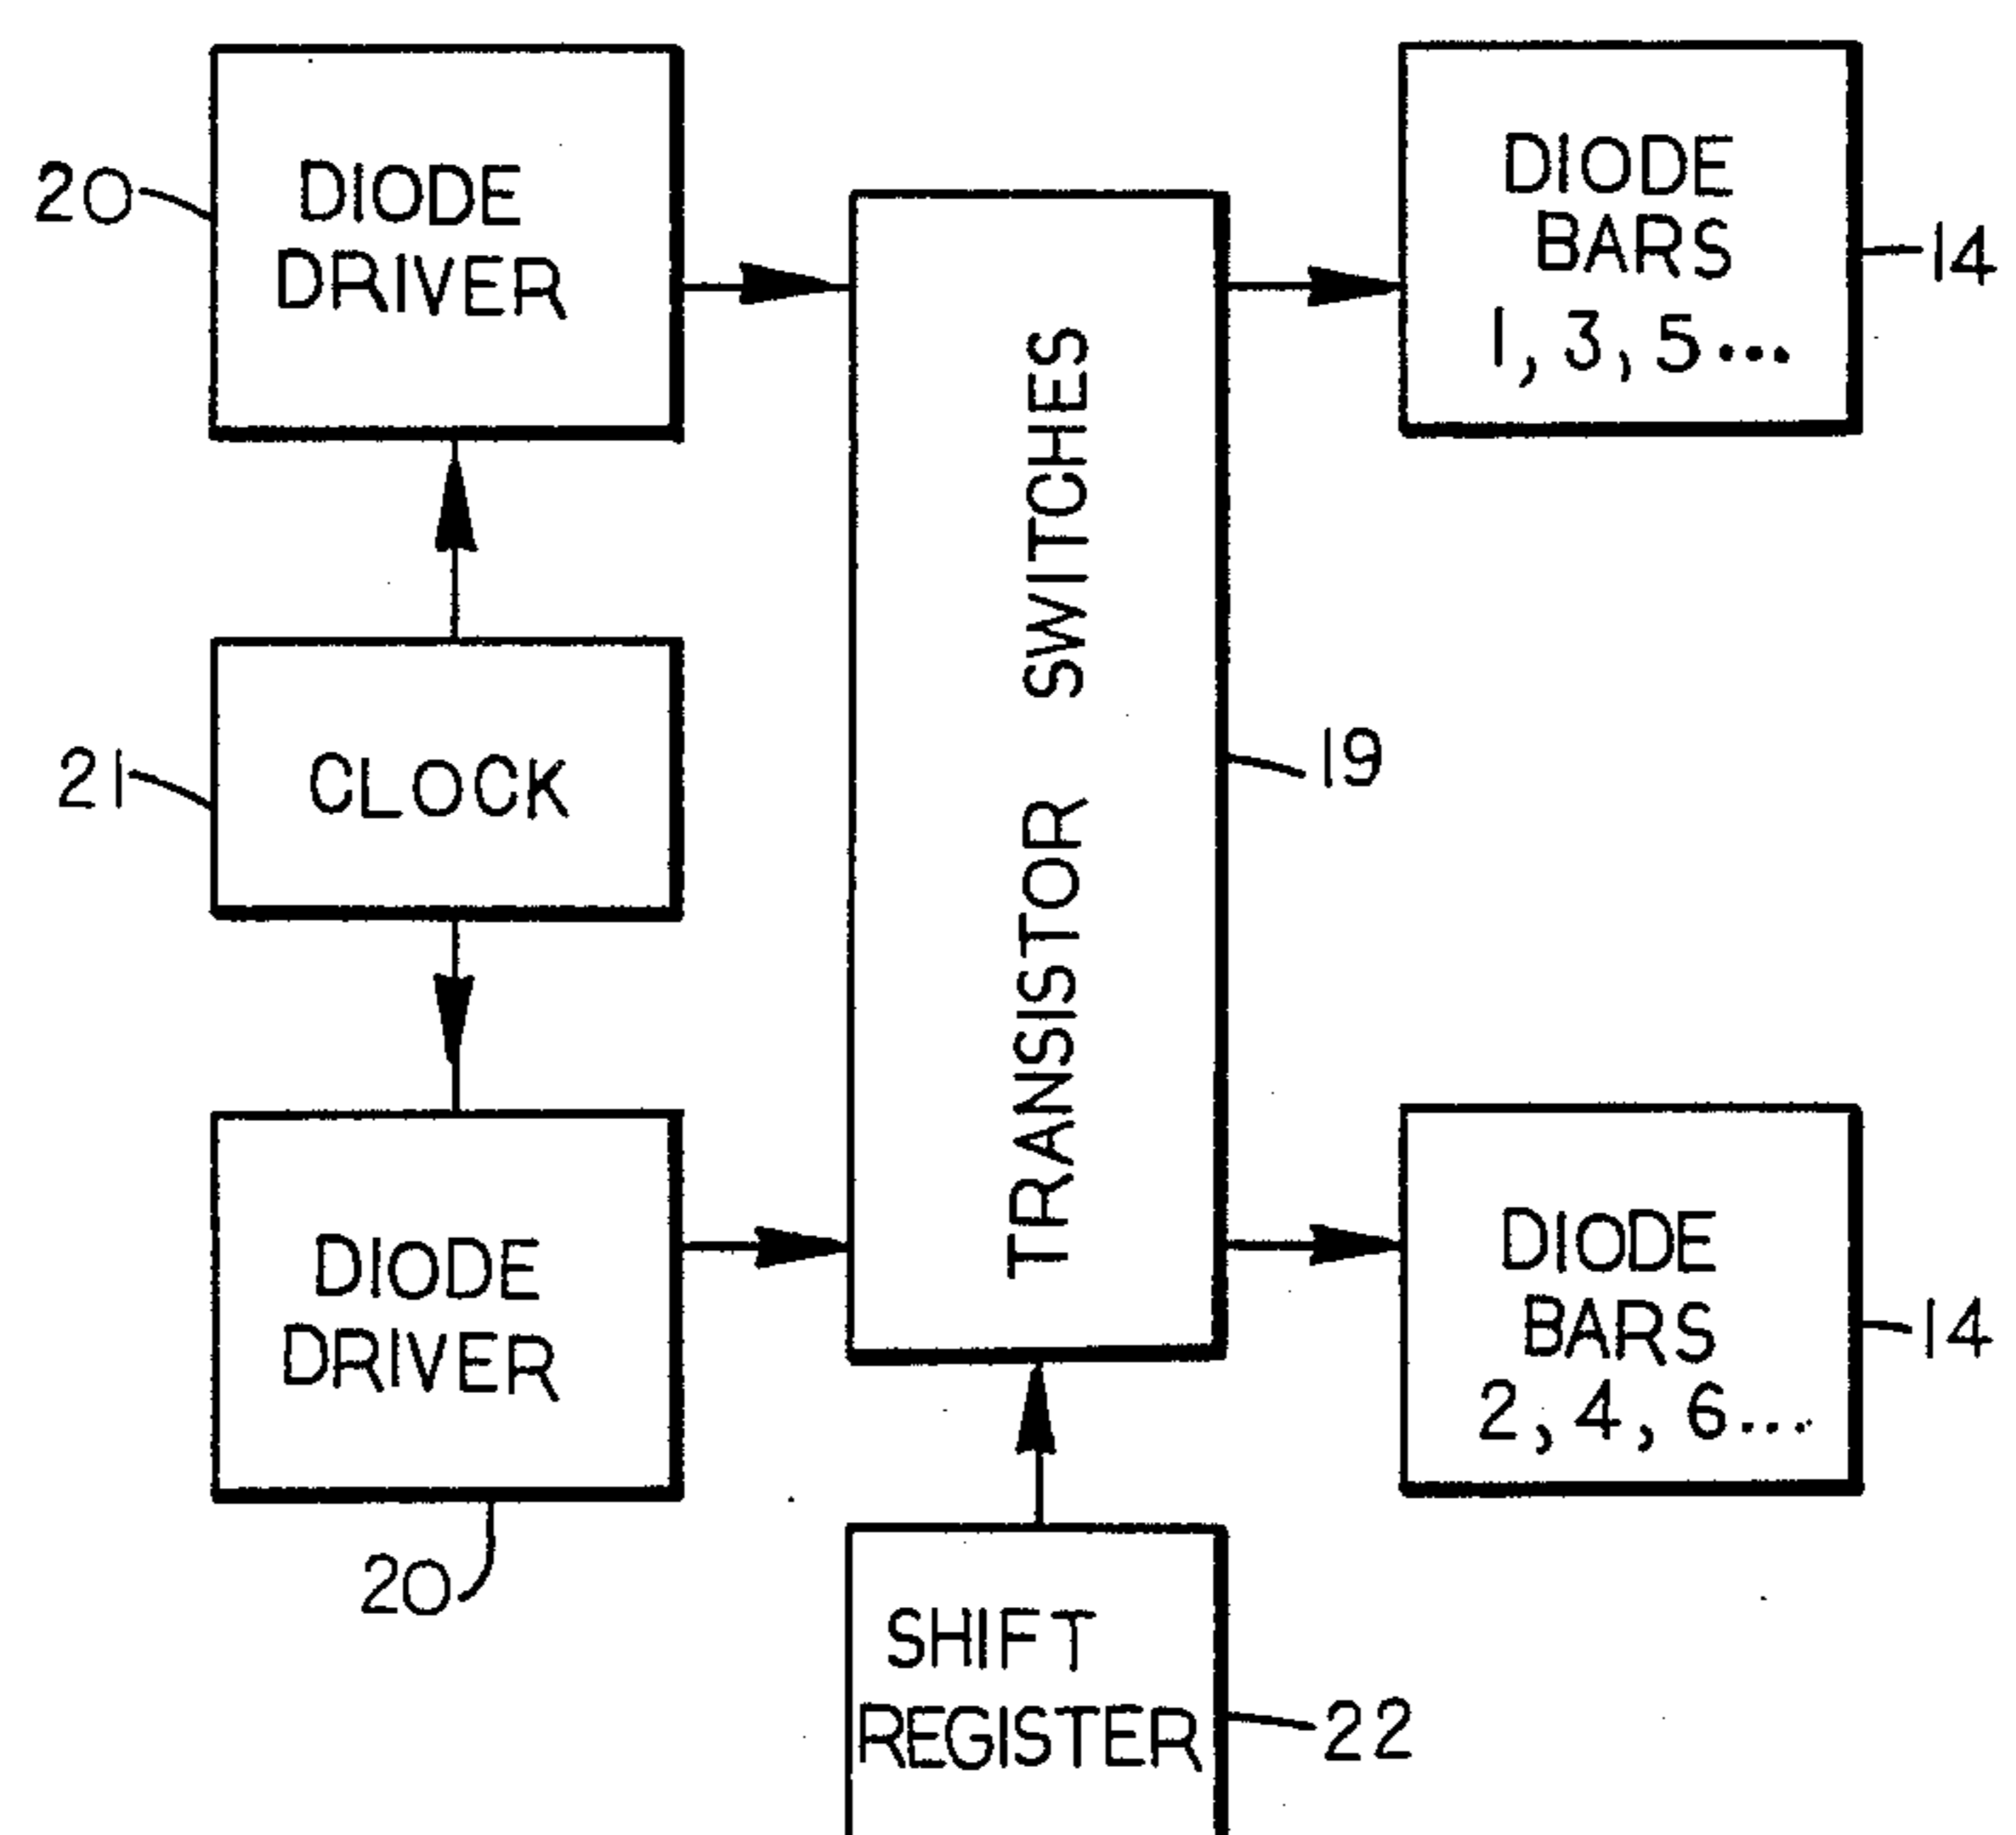 20
DIODE
DRIVER
DIODE
BARS
1, 3, 5...
14
21
CLOCK
TRANSISTOR SWITCHES
19
DIODE
DRIVER
20
DIODE
BARS
2, 4, 6...
14
SHIFT
REGISTER
22